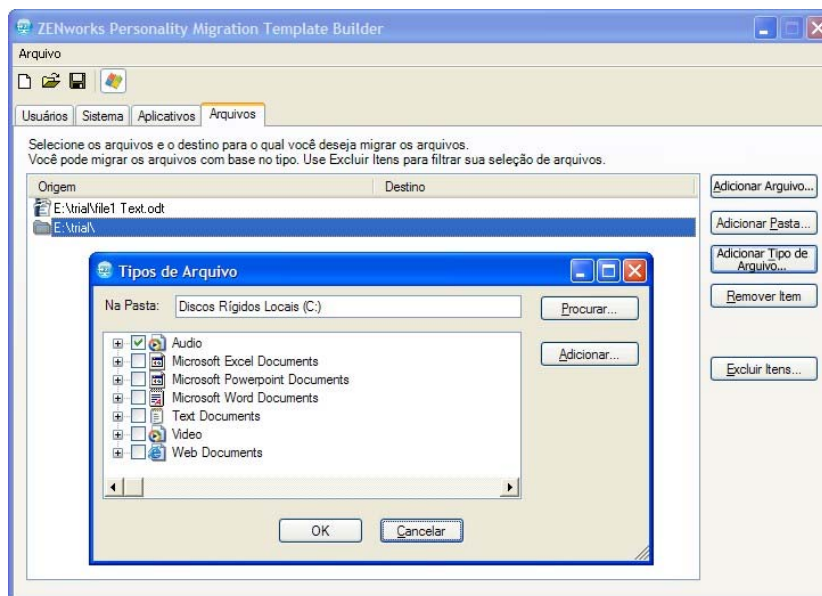 ZENworks Personality Migration Template Builder
Arquivo
Usuários Sistema Aplicativos Arquivos
Selecione os arquivos e o destino para o qual você deseja migrar os arquivos.
Você pode migrar os arquivos com base no tipo. Use Excluir Itens para filtrar sua seleção de arquivos.
Origem Destino
E:\trial\file1 Text.odt
E:\trial\
Adicionar Arquivo...
Adicionar Pasta...
Adicionar Tipo de
Arquivo...
Remover Item
Excluir Itens...
Tipos de Arquivo
Na Pasta: Discos Rígidos Locais (C:)
Procurar...
Adicionar...
Audio
Microsoft Excel Documents
Microsoft Powerpoint Documents
Microsoft Word Documents
Text Documents
Video
Web Documents
OK Cancelar